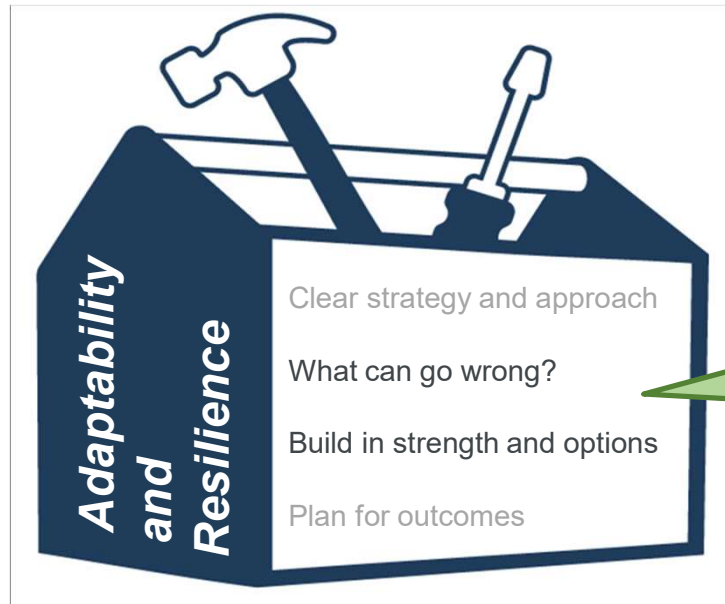 Adaptability
and
Resilience
Clear strategy and approach
What can go wrong?
Build in strength and options
Plan for outcomes